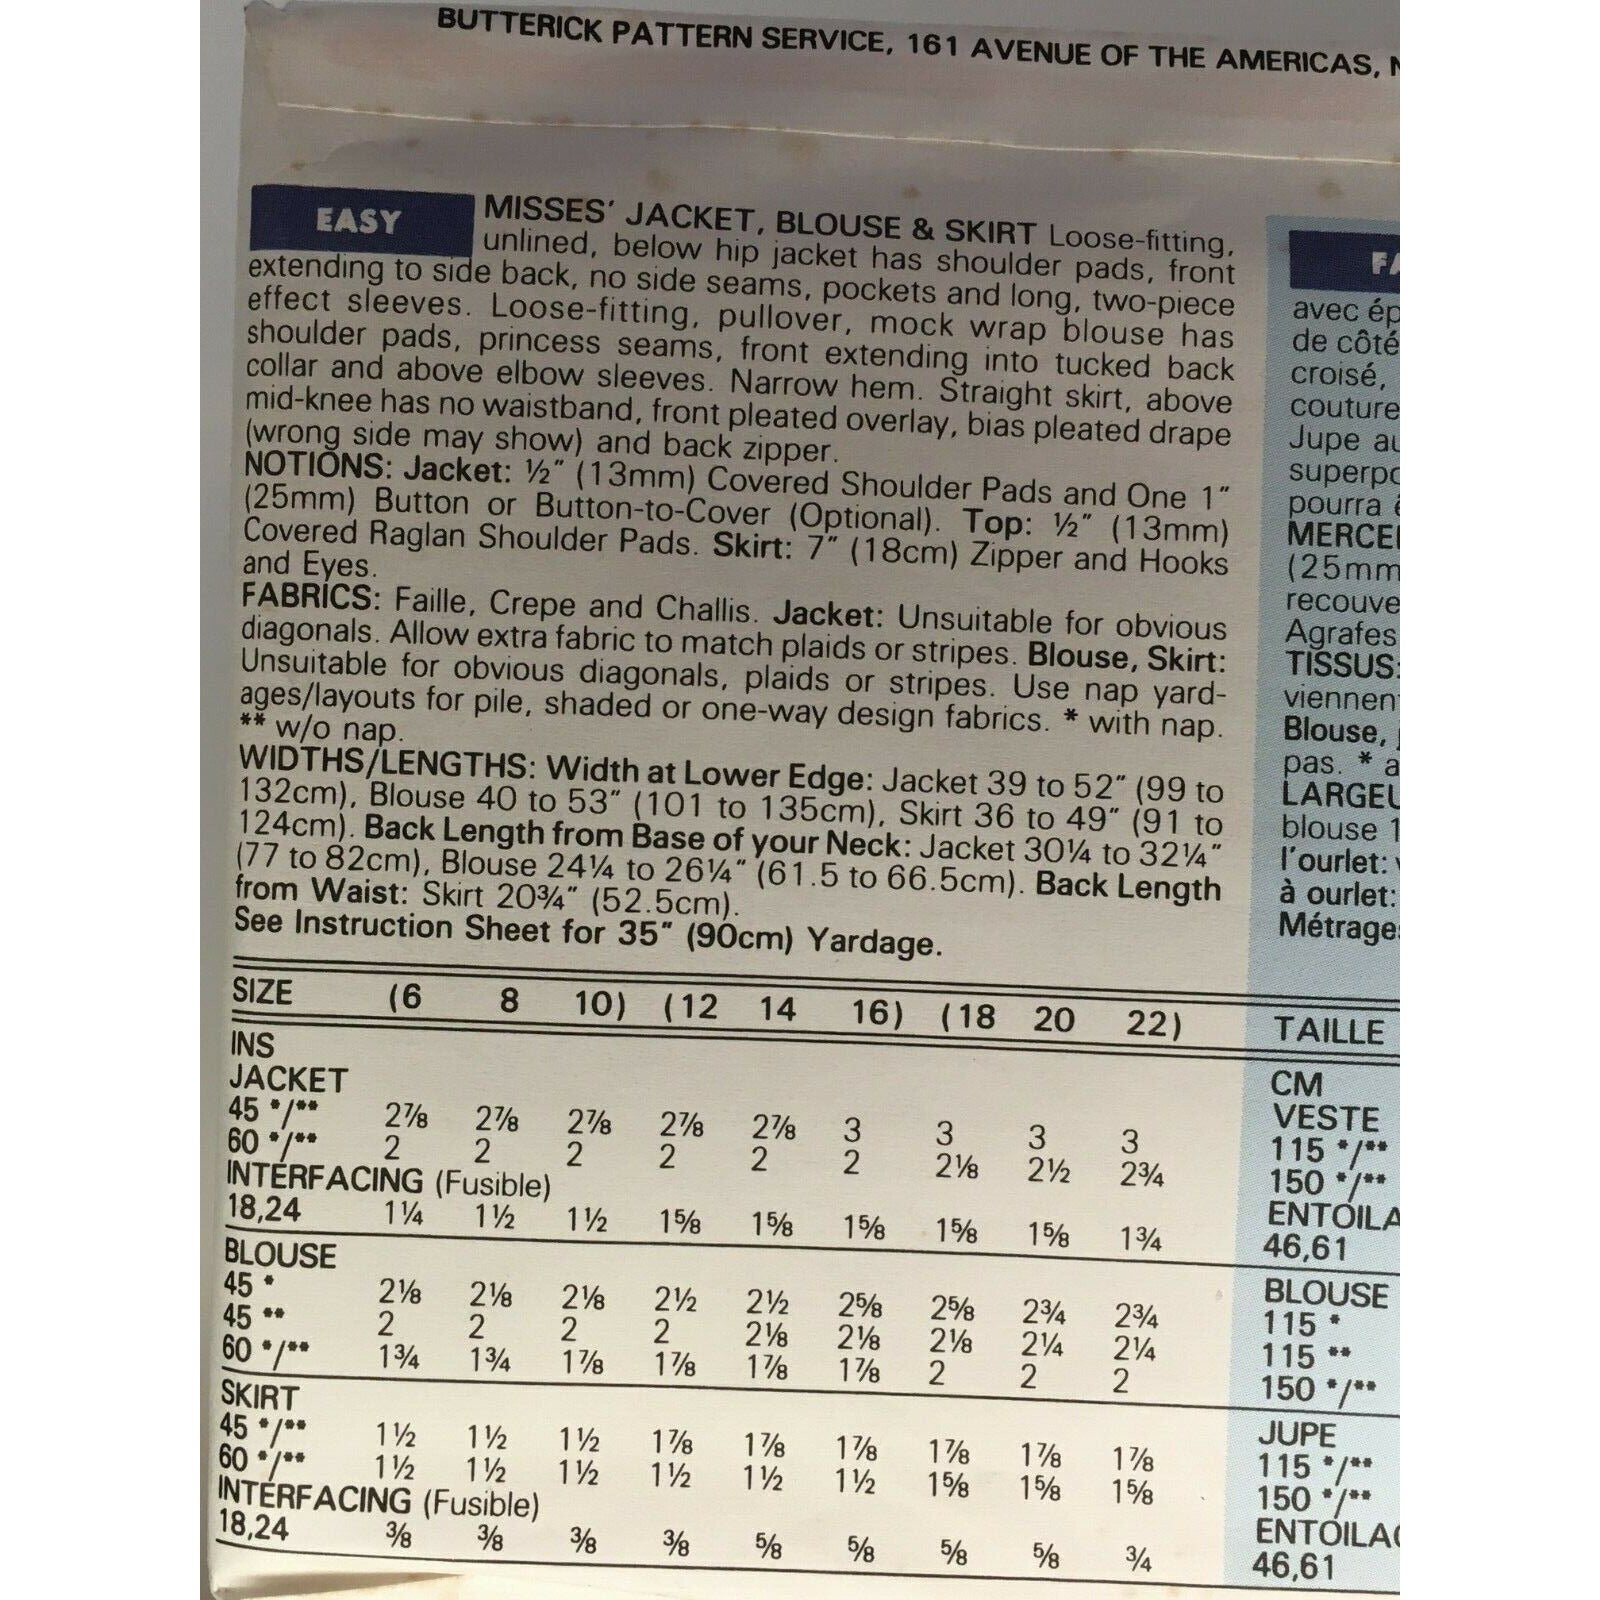 BUTTERICK PATTERN SERVICE, 161 AVENUE OF THE AMERICAS,
EASY
MISSES' JACKET, BLOUSE & SKIRT Loose-fitting,
unlined, below hip jacket has shoulder pads, front
extending to side back, no side seams, pockets and long, two-piece
effect sleeves. Loose-fitting, pullover, mock wrap blouse has
shoulder pads, princess seams, front extending into tucked back
collar and above elbow sleeves. Narrow hem. Straight skirt, above
mid-knee has no waistband, front pleated overlay, bias pleated drape
(wrong side may show) and back zipper.
NOTIONS: Jacket: ½" (13mm) Covered Shoulder Pads and One 1"
(25mm) Button or Button-to-Cover (Optional). Top: ½" (13mm)
Covered Raglan Shoulder Pads. Skirt: 7" (18cm) Zipper and Hooks
and Eyes.
FABRICS: Faille, Crepe and Challis. Jacket: Unsuitable for obvious
diagonals. Allow extra fabric to match plaids or stripes. Blouse, Skirt:
Unsuitable for obvious diagonals, plaids or stripes. Use nap yard-
ages/layouts for pile, shaded or one-way design fabrics. * with nap.
** w/o nap.
WIDTHS/LENGTHS: Width at Lower Edge: Jacket 39 to 52" (99 to
132cm), Blouse 40 to 53" (101 to 135cm), Skirt 36 to 49" (91 to
124cm). Back Length from Base of your Neck: Jacket 30¼ to 32¼"
(77 to 82cm), Blouse 24¼ to 26¼" (61.5 to 66.5cm). Back Length
from Waist: Skirt 20¾" (52.5cm).
See Instruction Sheet for 35" (90cm) Yardage.
SIZE (6 8 10) (12 14 16) (18 20 22)
INS
JACKET
45 */** 2⅞ 2⅞ 2⅞ 2⅞ 2⅞ 3 3 3 3
60 */** 2 2 2 2 2 2 2⅛ 2½ 2¾
INTERFACING (Fusible)
18,24 1¼ 1½ 1½ 1⅝ 1⅝ 1⅝ 1⅝ 1⅝ 1¾
BLOUSE
45 * 2⅛ 2⅛ 2⅛ 2½ 2½ 2⅝ 2⅝ 2¾ 2¾
45 ** 2 2 2 2 2⅛ 2⅛ 2⅛ 2¼ 2¼
60 */** 1¾ 1¾ 1⅞ 1⅞ 1⅞ 1⅞ 2 2 2
SKIRT
45 */** 1½ 1½ 1½ 1⅞ 1⅞ 1⅞ 1⅞ 1⅞ 1⅞
60 */** 1½ 1½ 1½ 1½ 1½ 1½ 1⅝ 1⅝ 1⅝
INTERFACING (Fusible)
18,24 ⅜ ⅜ ⅜ ⅜ ⅝ ⅝ ⅝ ⅝ ¾
avec ép
de côté
croisé,
couture
Jupe au
superpo
pourra
MERCE
(25mm
recouve
Agrafes
TISSUS:
viennen
Blouse,
pas. * a
LARGEU
blouse 1
l'ourlet:
à ourlet:
Métrage
TAILLE
CM
VESTE
115 */**
150 */**
ENTOILA
46,61
BLOUSE
115 *
115 **
150 */**
JUPE
115 */**
150 */**
ENTOILA
46,61